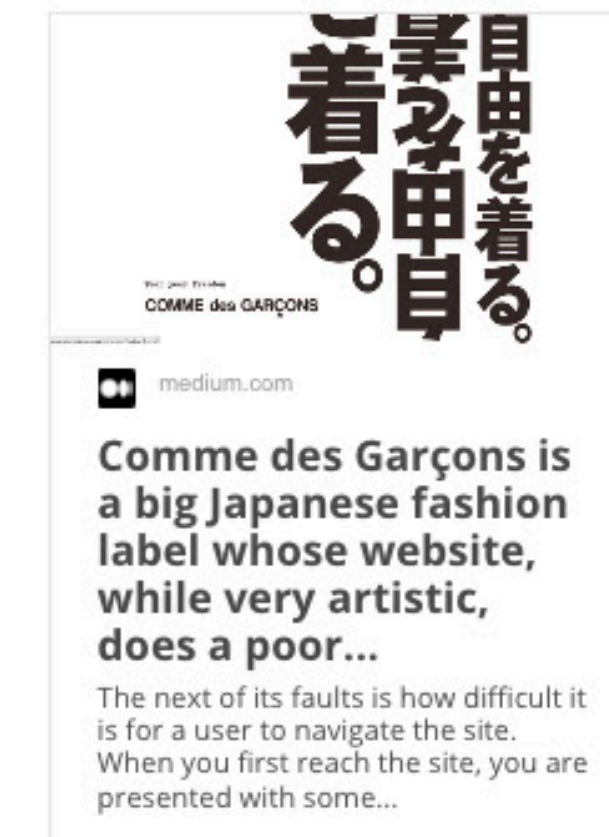 自由を着る。
着る。
COMME des GARÇONS
medium.com
Comme des Garçons is
a big Japanese fashion
label whose website,
while very artistic,
does a poor...
The next of its faults is how difficult it
is for a user to navigate the site.
When you first reach the site, you are
presented with some...